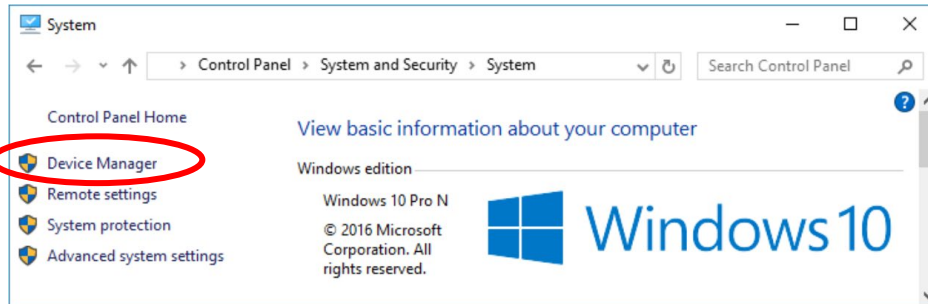 System
> Control Panel > System and Security > System
Search Control Panel
?
Control Panel Home
View basic information about your computer
Device Manager
Windows edition
Remote settings
Windows 10 Pro N
System protection
© 2016 Microsoft
Corporation. All
rights reserved.
Advanced system settings
Windows 10